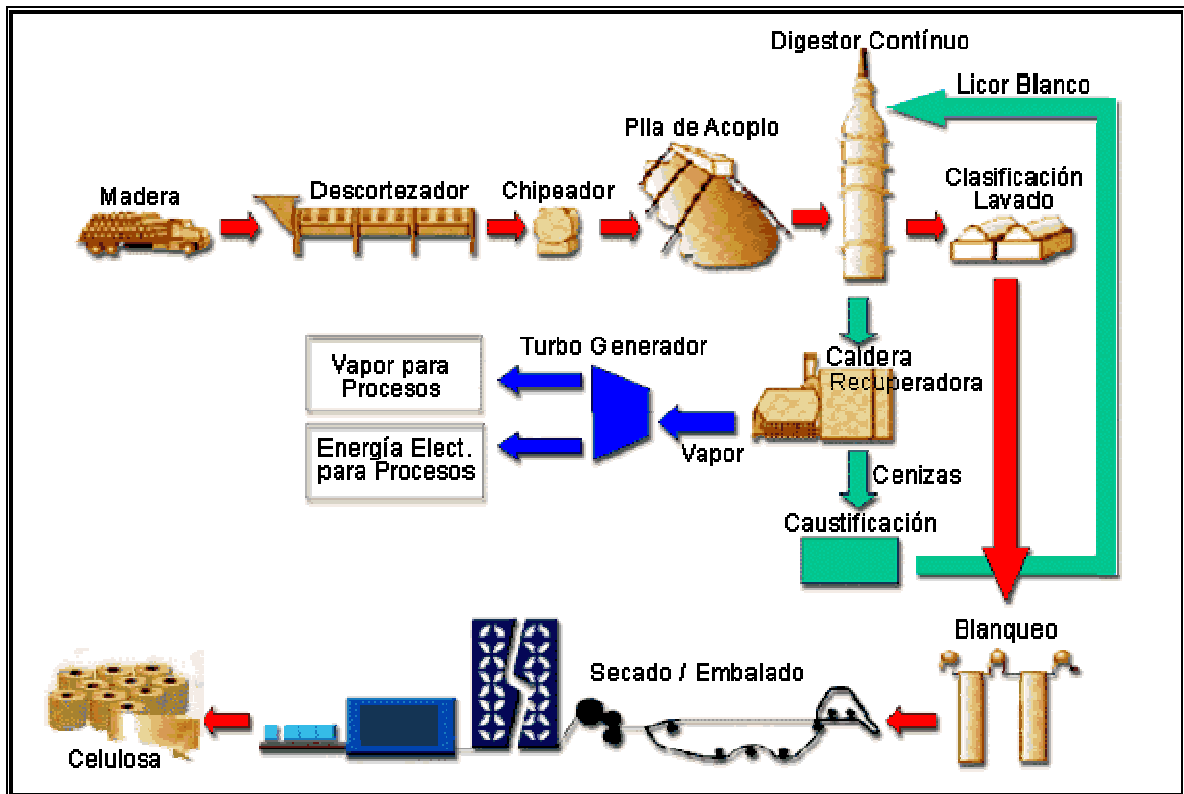 Digestor Contínuo
Licor Blanco
Pila de Acopio
Madera
Descortezador
Chipeador
Clasificación
Lavado
Turbo Generador
Caldera
Recuperadora
Vapor para
Procesos
Energía Elect.
para Procesos
Vapor
Cenizas
Caustificación
Blanqueo
Secado / Embalado
Celulosa